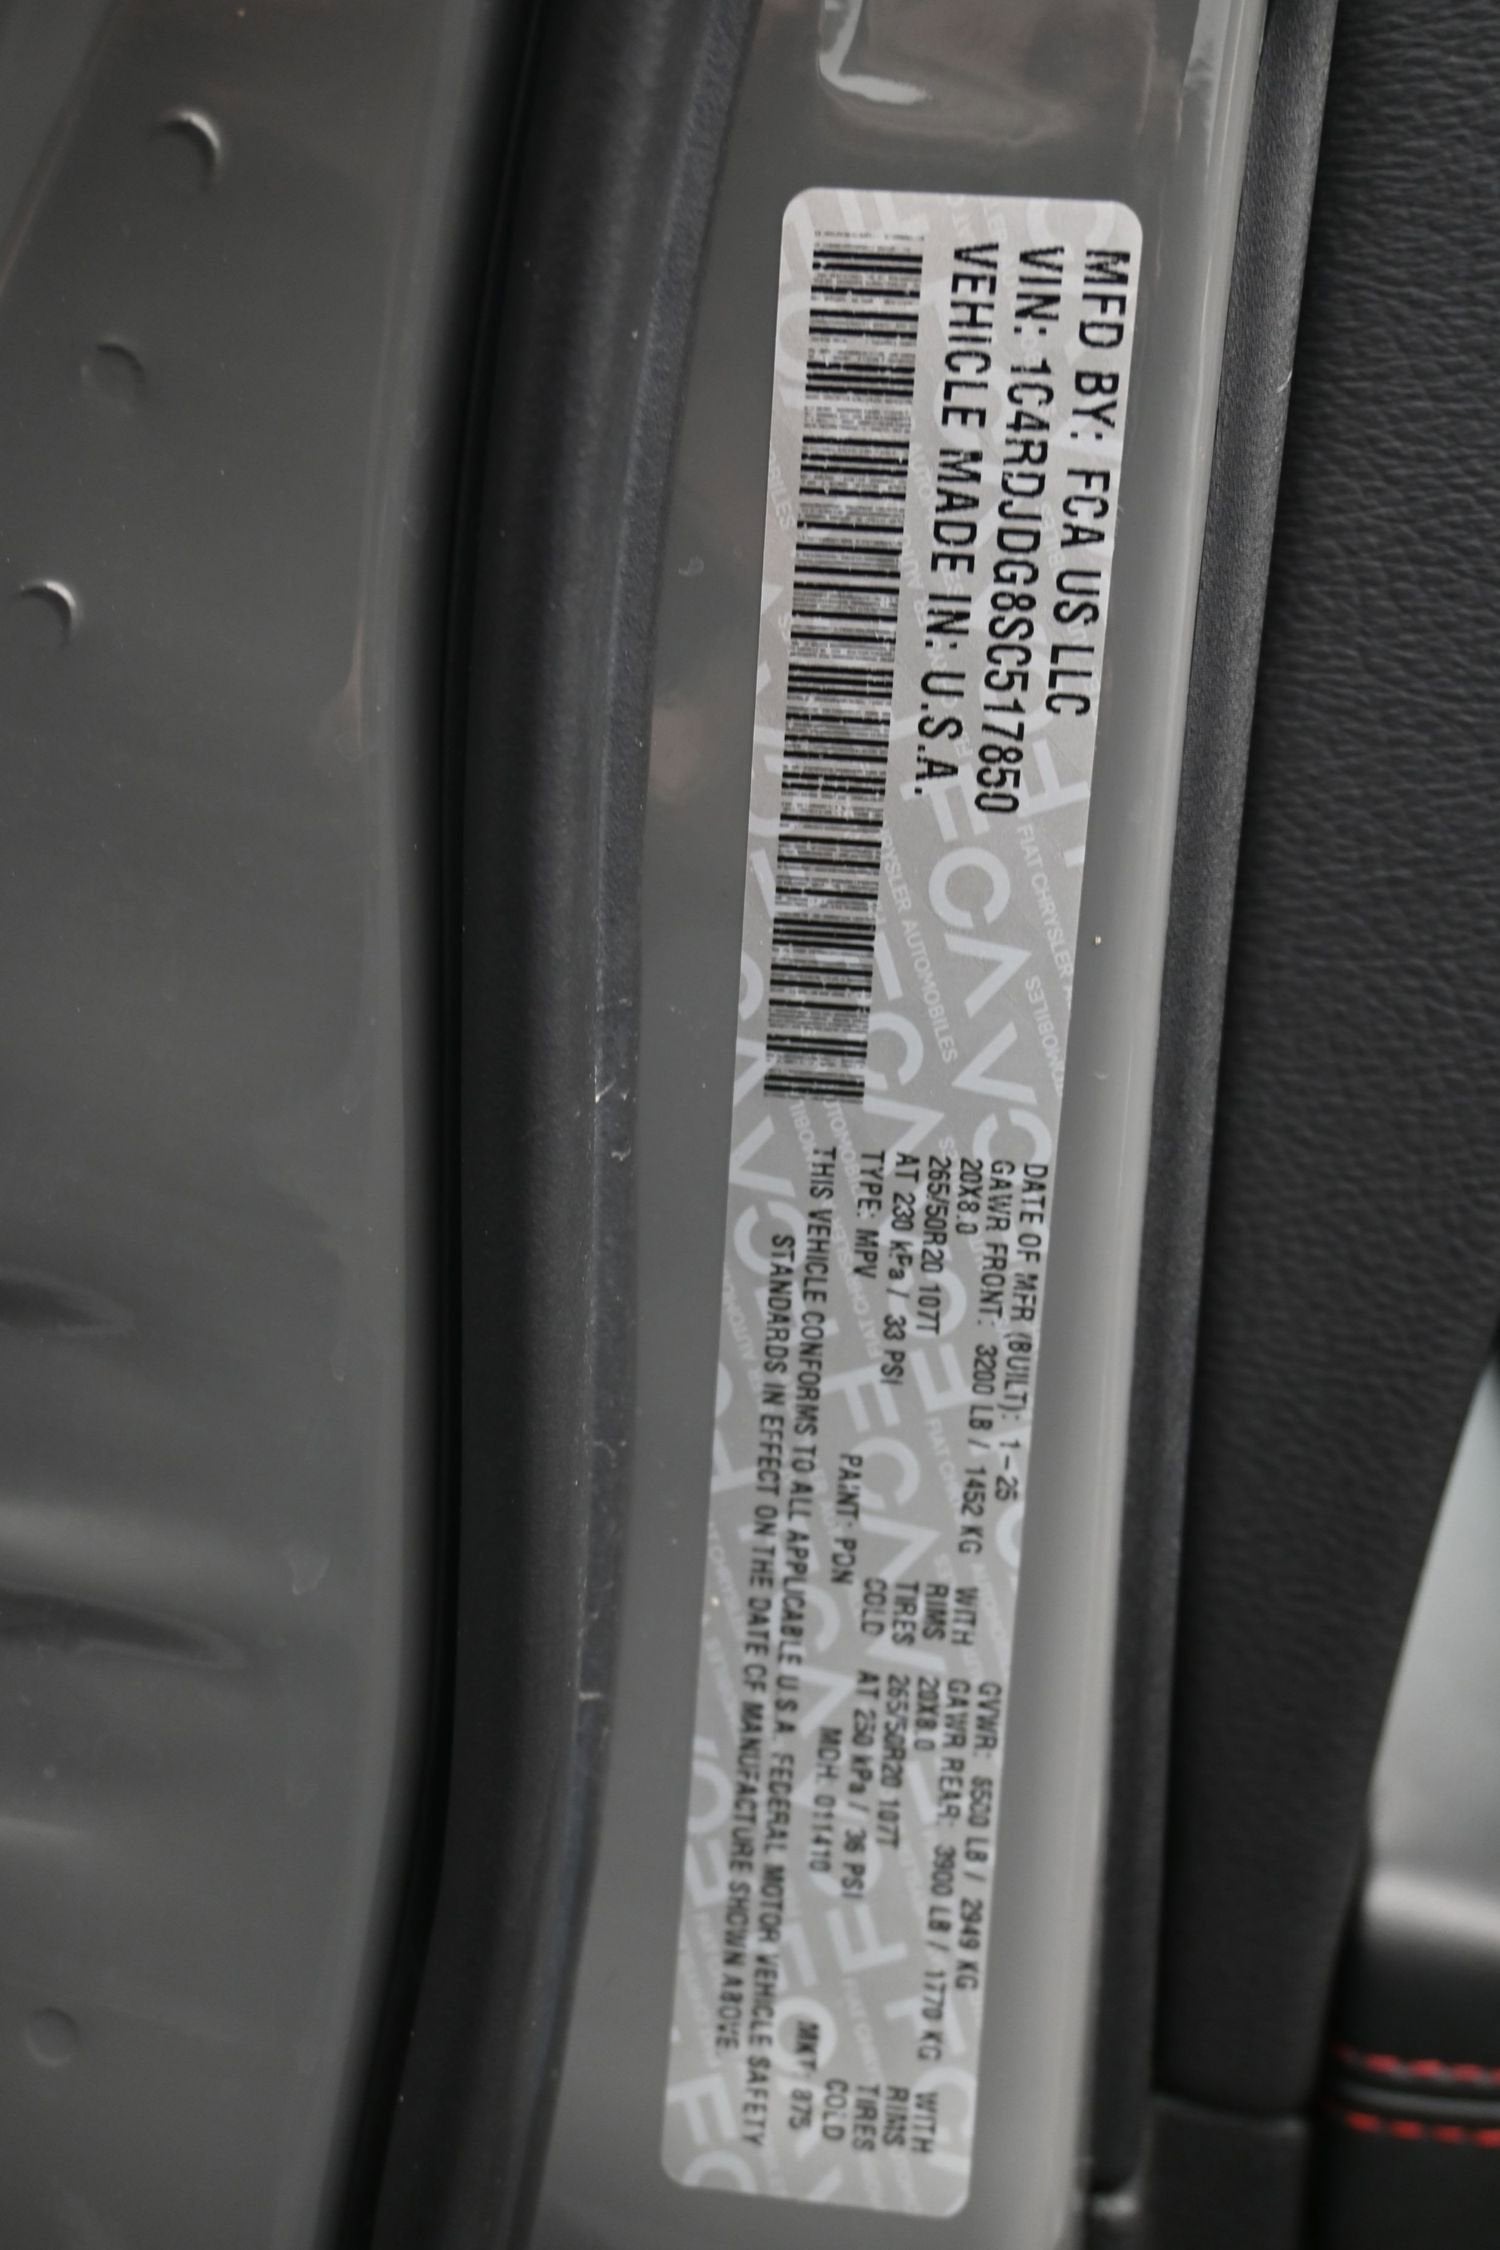 MFD BY: FCA US LLC
VIN: 1C4RDJDG8SC517850
VEHICLE MADE IN: U.S.A.
DATE OF MFR (BUILT): 1-25 GVWR: 6500 LB / 2949 KG
GAWR FRONT: 3200 LB / 1452 KG WITH GAWR REAR: 3900 LB / 1770 KG WITH
20X8.0 RIMS 20X8.0 RIMS
265/50R20 107T TIRES 265/50R20 107T TIRES
AT 230 kPa / 33 PSI COLD AT 250 kPa / 36 PSI COLD
TYPE: MPV PAINT: PDN MDH: 011410 MKT: 875
THIS VEHICLE CONFORMS TO ALL APPLICABLE U.S.A. FEDERAL MOTOR VEHICLE SAFETY
STANDARDS IN EFFECT ON THE DATE OF MANUFACTURE SHOWN ABOVE.
FCA
FIAT CHRYSLER AUTOMOBILES